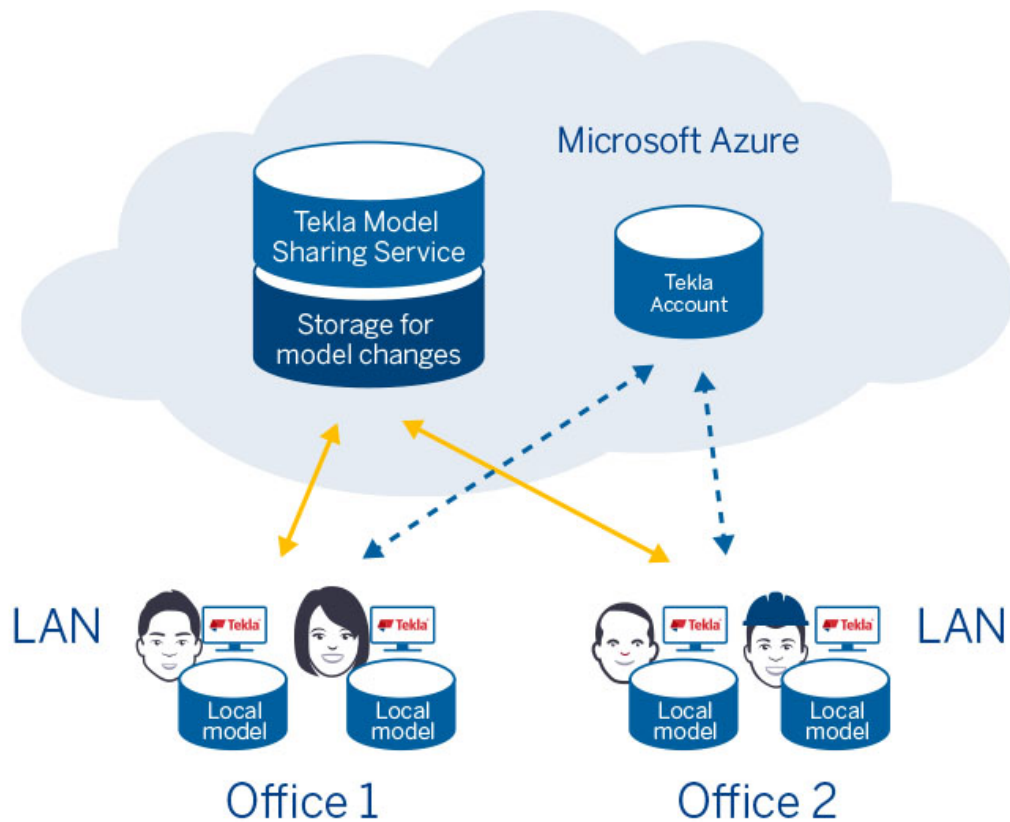 Microsoft Azure
Tekla Model
Sharing Service
Storage for
model changes
Tekla
Account
LAN
Tekla
Tekla
Tekla
Tekla
LAN
Local
model
Local
model
Local
model
Local
model
Office 1
Office 2